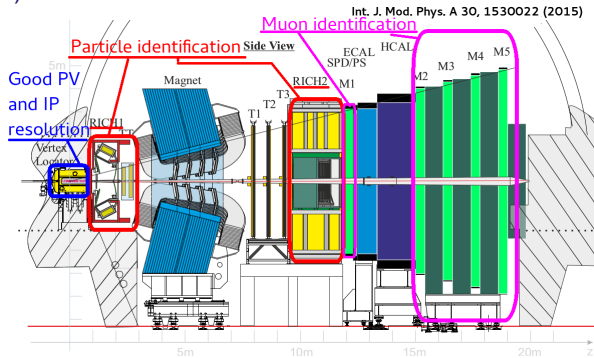 Int. J. Mod. Phys. A 30, 1530022 (2015)
Muon identification
Particle identification
Side View
ECAL
HCAL
SPD/PS
M1
M2
M3
M4
M5
5m
Good PV
and IP
resolution
Magnet
RICH2
T1
T2
T3
RICH1
TT
Vertex
Locator
5m
10m
15m
20m
z